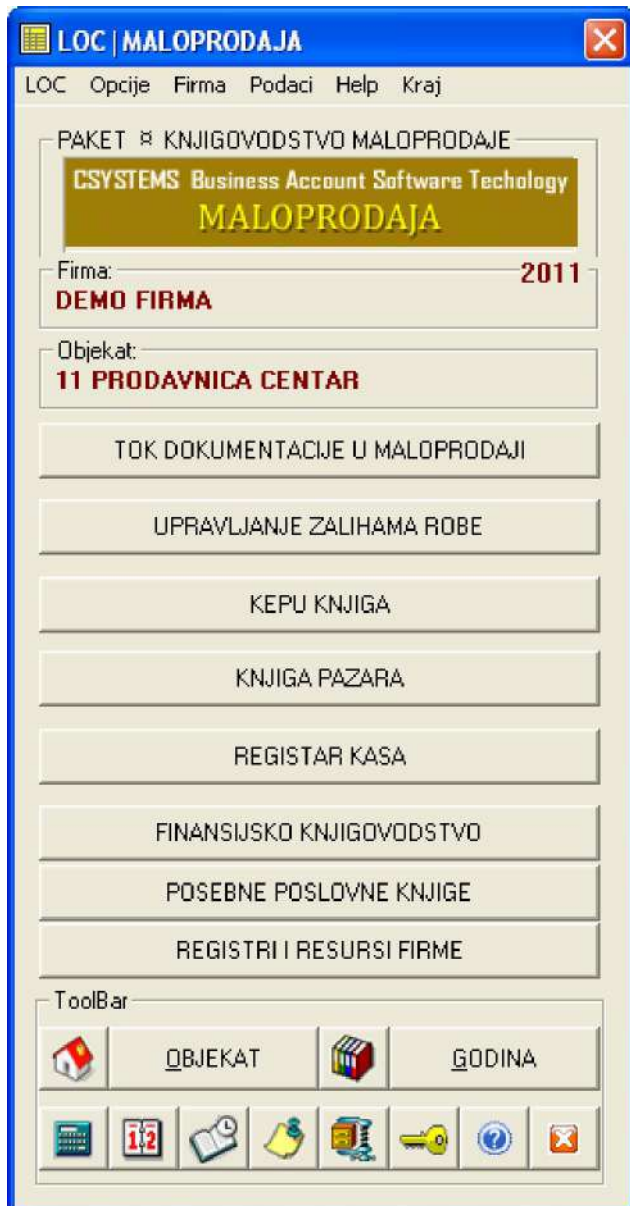 LOC | MALOPRODAJA
LOC Opcije Firma Podaci Help Kraj
PAKET ¤ KNJIGOVODSTVO MALOPRODAJE
CSYSTEMS Business Account Software Techology
MALOPRODAJA
Firma: 2011
DEMO FIRMA
Objekat:
11 PRODAVNICA CENTAR
TOK DOKUMENTACIJE U MALOPRODAJI
UPRAVLJANJE ZALIHAMA ROBE
KEPU KNJIGA
KNJIGA PAZARA
REGISTAR KASA
FINANSIJSKO KNJIGOVODSTVO
POSEBNE POSLOVNE KNJIGE
REGISTRI I RESURSI FIRME
ToolBar
OBJEKAT GODINA
12